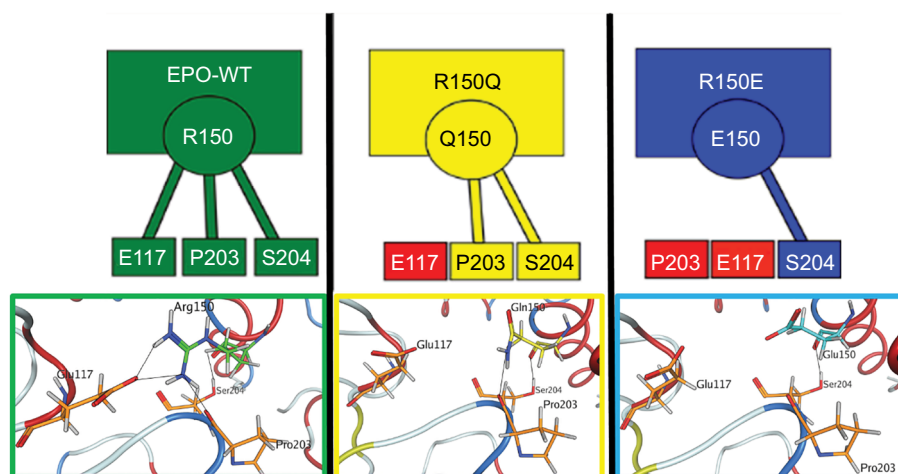 EPO-WT
R150
E117 P203 S204
R150Q
Q150
E117 P203 S204
R150E
E150
P203 E117 S204
Arg150
Glu117
Ser204
Pro203
Gln150
Glu117
Ser204
Pro203
Glu150
Ser204
Glu117
Pro203